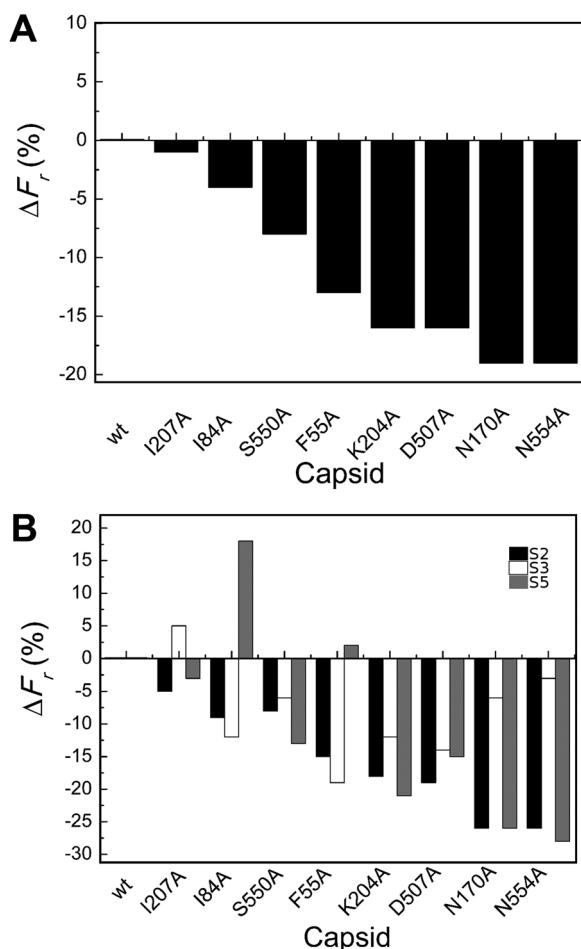 A
10
5
0
-5
-10
-15
-20
ΔFr (%)
wt
I207A
I84A
S550A
F55A
K204A
D507A
N170A
N554A
Capsid
B
20
15
10
5
0
-5
-10
-15
-20
-25
-30
ΔFr (%)
S2
S3
S5
wt
I207A
I84A
S550A
F55A
K204A
D507A
N170A
N554A
Capsid